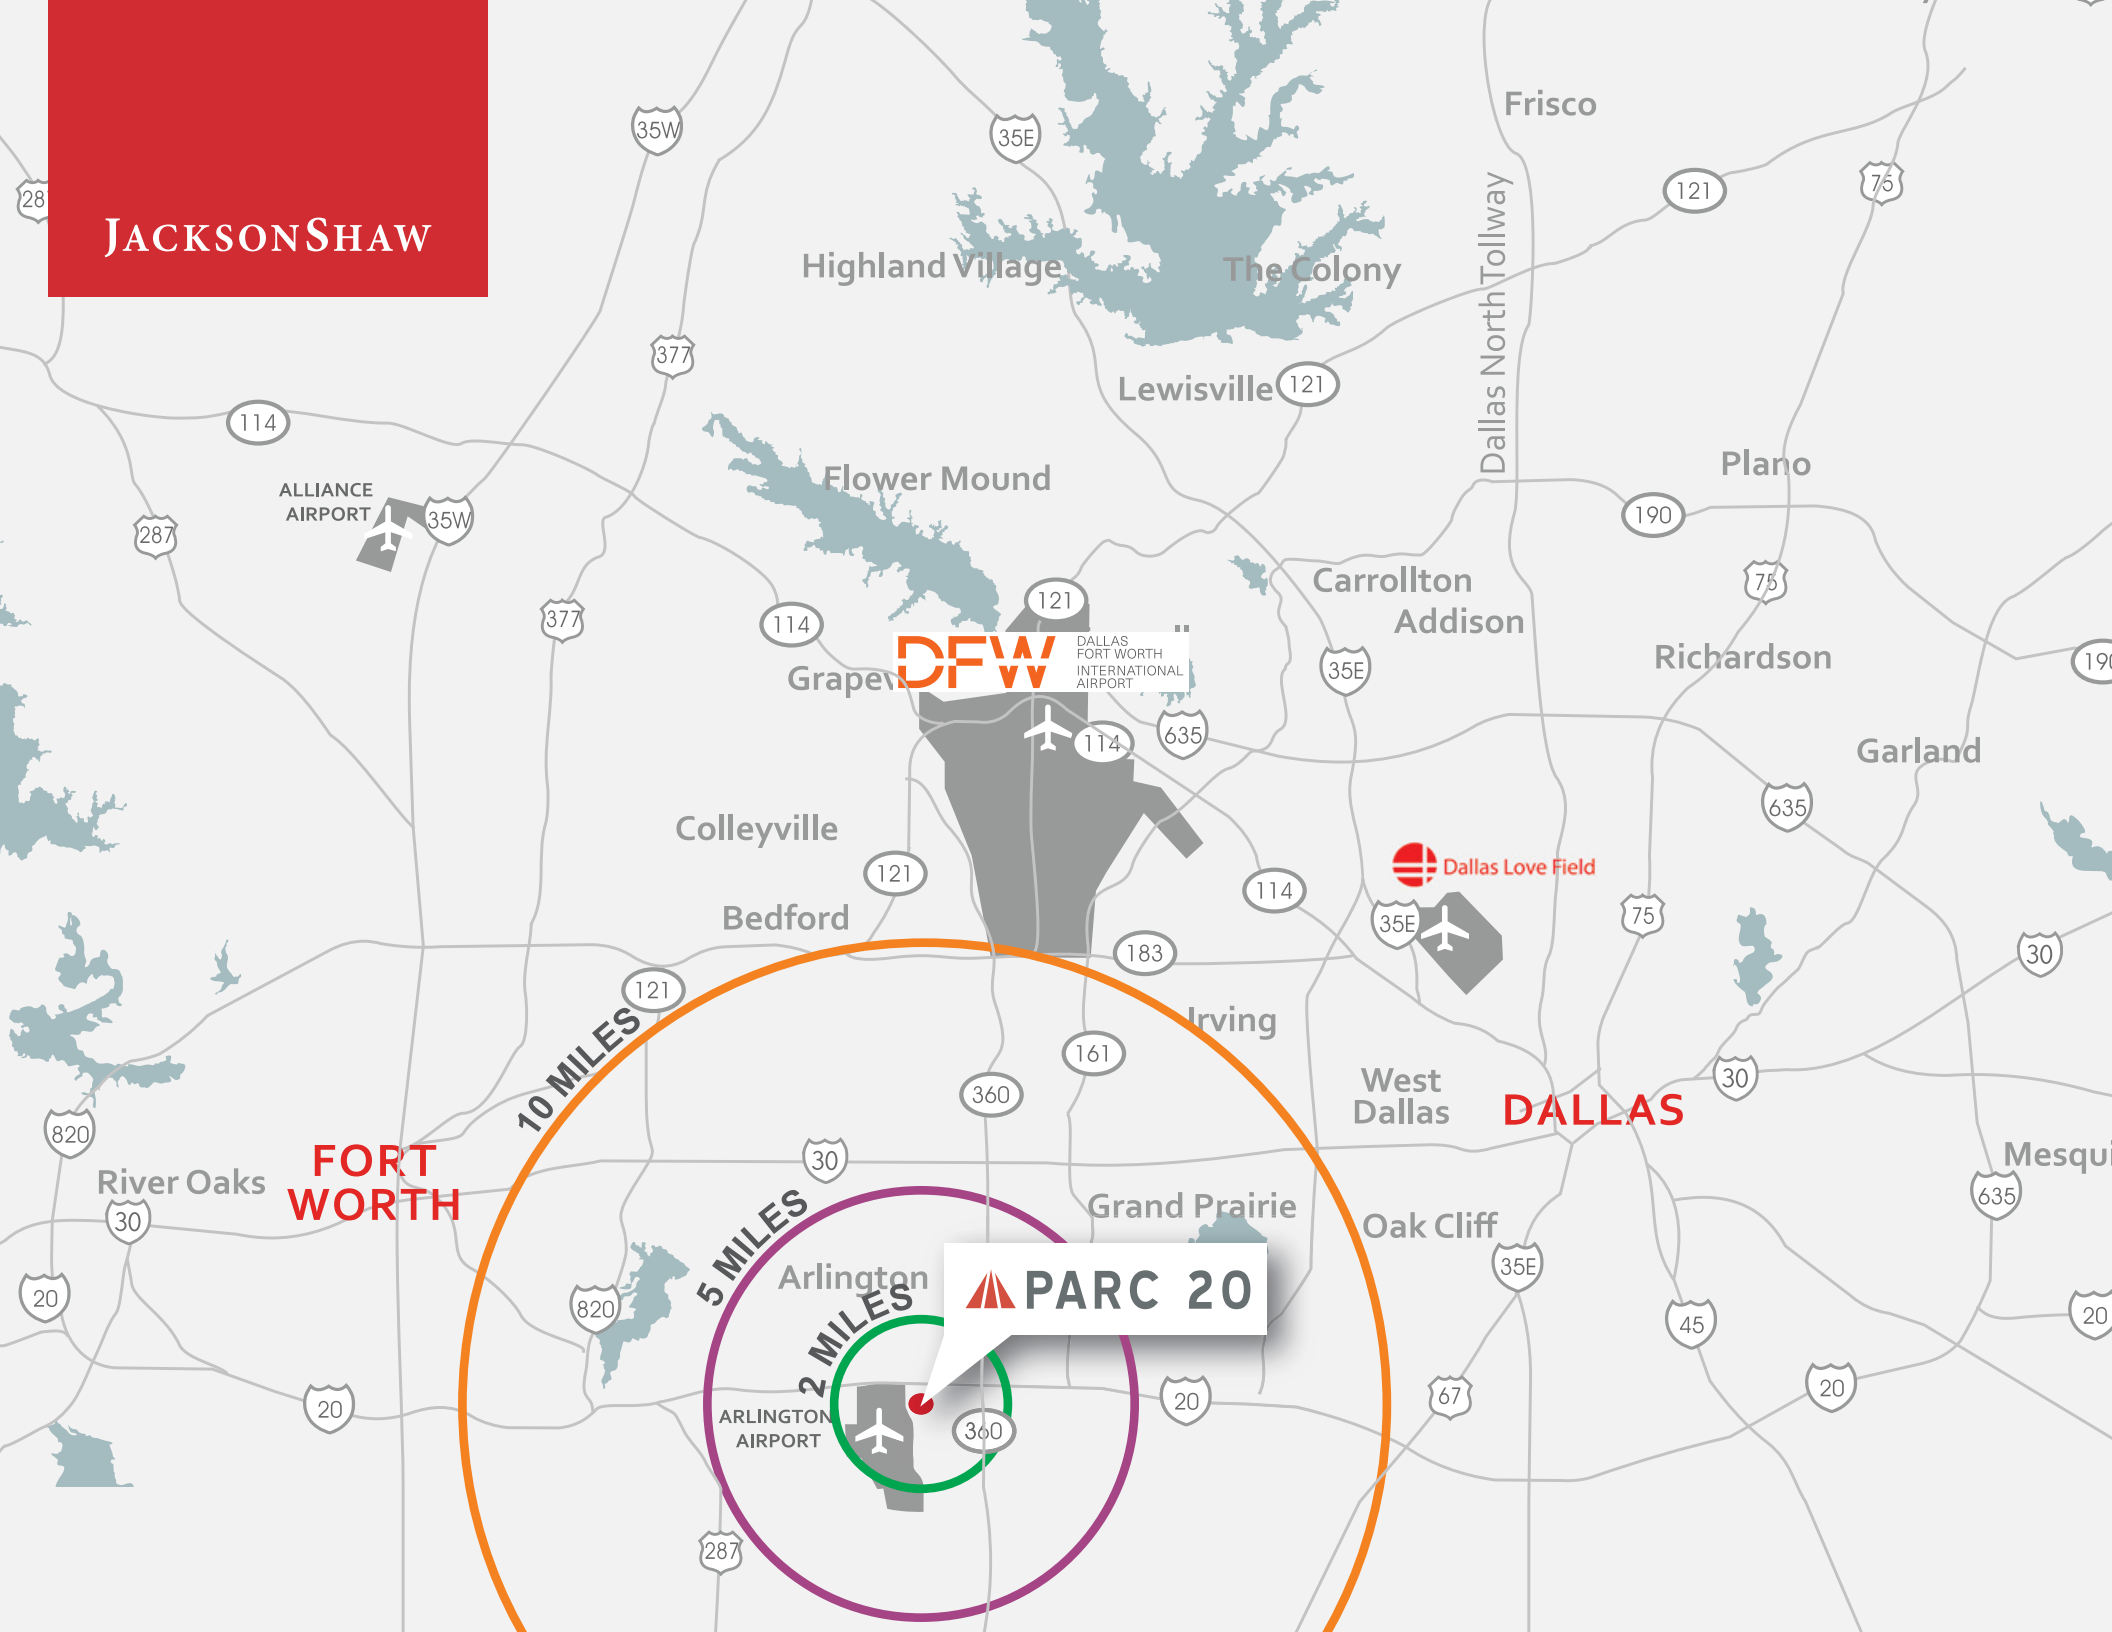 JACKSONSHAW
35W
35E
Frisco
121
75
Highland Village
The Colony
Dallas North Tollway
377
Lewisville
121
114
Flower Mound
Plano
ALLIANCE
AIRPORT
35W
287
190
75
Carrollton
Addison
121
377
114
Richardson
35E
DFW
DALLAS
FORT WORTH
INTERNATIONAL
AIRPORT
114
635
Garland
635
Colleyville
121
Dallas Love Field
114
35E
75
Bedford
183
30
121
Irving
161
10 MILES
360
West
Dallas
DALLAS
30
820
FORT
WORTH
30
River Oaks
30
5 MILES
Grand Prairie
Oak Cliff
635
35E
20
820
Arlington
PARC 20
45
20
2 MILES
20
20
67
20
ARLINGTON
AIRPORT
360
287